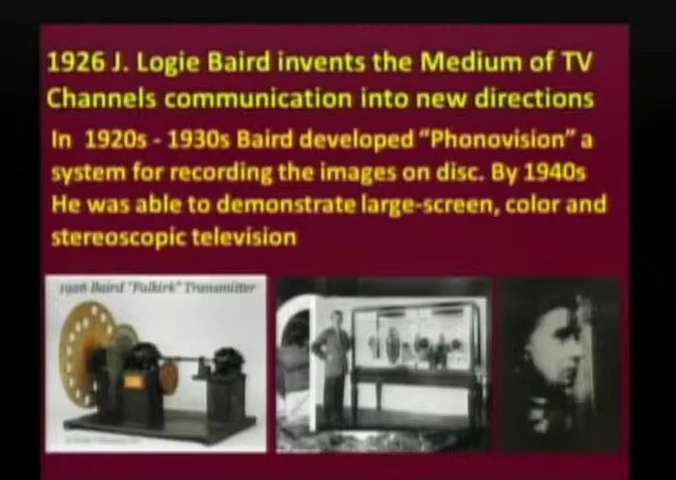 1926 J. Logie Baird invents the Medium of TV
Channels communication into new directions
In 1920s - 1930s Baird developed "Phonovision" a
system for recording the images on disc. By 1940s
He was able to demonstrate large-screen, color and
stereoscopic television
1926 Baird "Falkirk" Transmitter